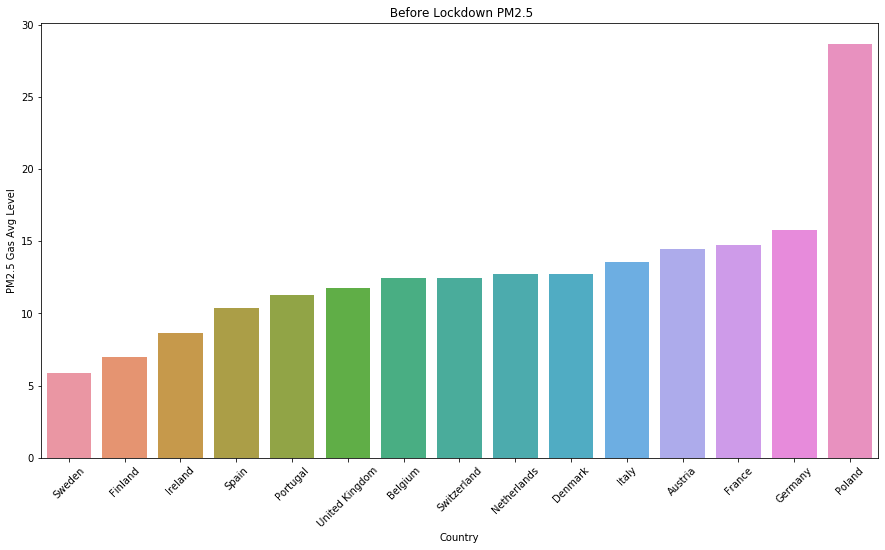 Before Lockdown PM2.5
PM2.5 Gas Avg Level
30
25
20
15
10
5
0
Sweden
Finland
Ireland
Spain
Portugal
United Kingdom
Belgium
Switzerland
Netherlands
Denmark
Italy
Austria
France
Germany
Poland
Country